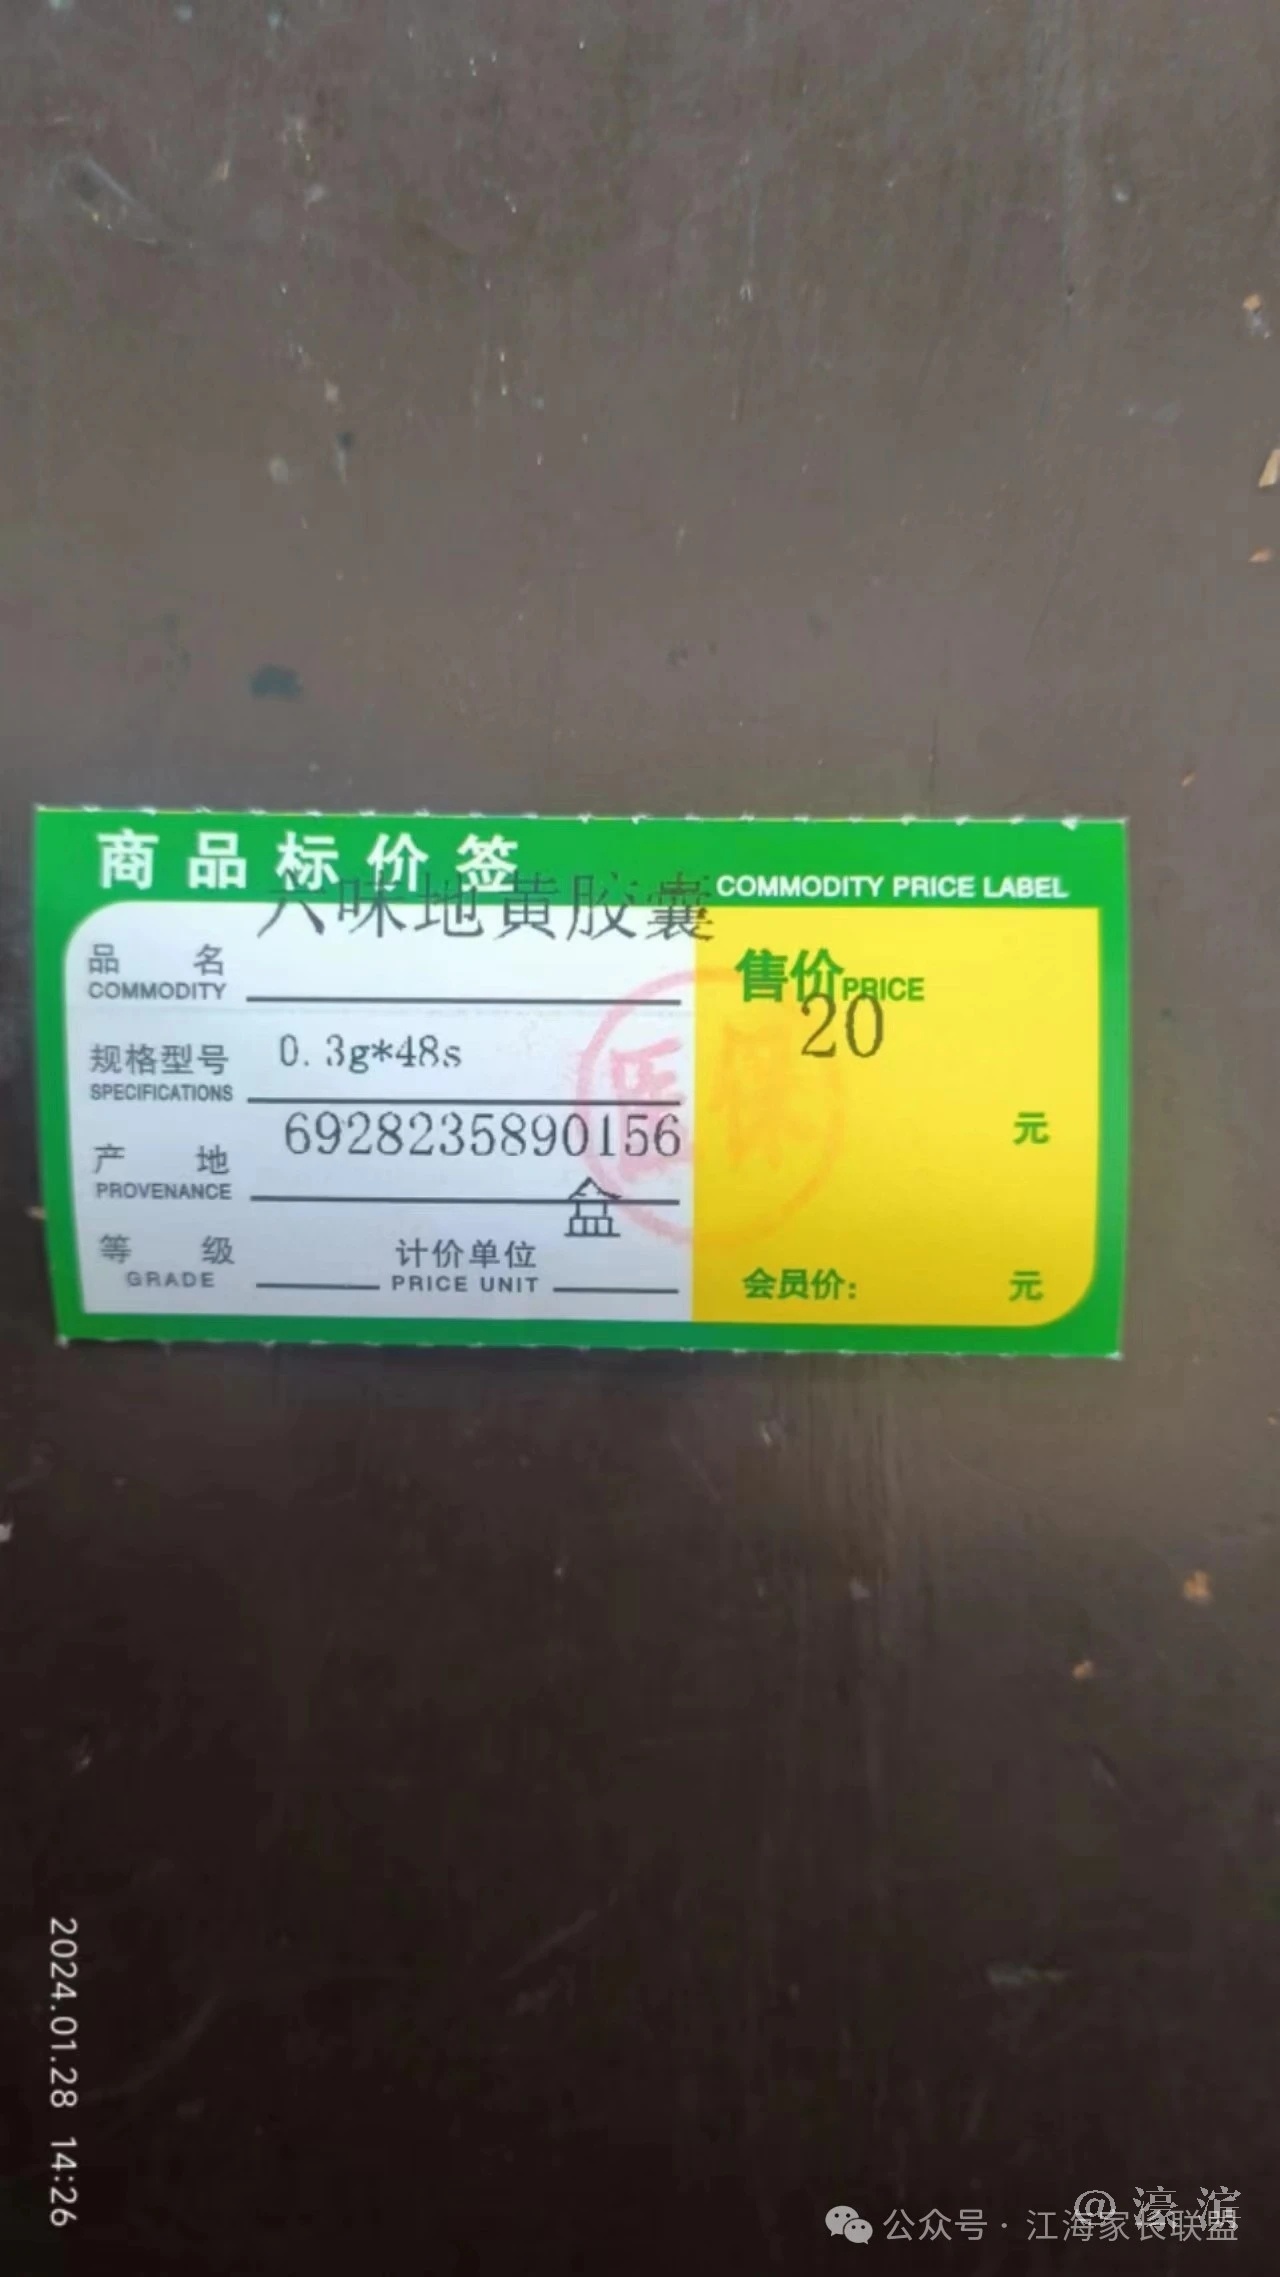 商品标价签
COMMODITY PRICE LABEL
六味地黄胶囊
品名
COMMODITY
售价PRICE
20
规格型号 0.3g*48s
SPECIFICATIONS
医保
元
6928235890156
产地
PROVENANCE
盒
等级
GRADE
计价单位
PRICE UNIT
会员价: 元
2024.01.28 14:26
@濠滨
公众号·江海家长联盟